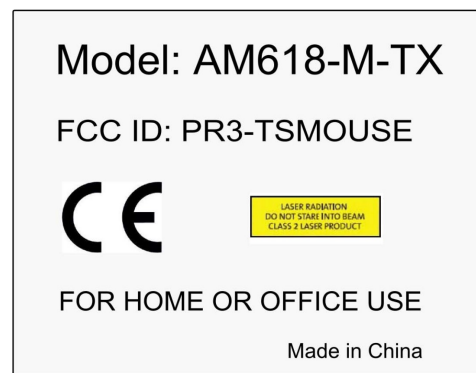 Model: AM618-M-TX
FCC ID: PR3-TSMOUSE
CE
LASER RADIATION
DO NOT STARE INTO BEAM
CLASS 2 LASER PRODUCT
FOR HOME OR OFFICE USE
Made in China